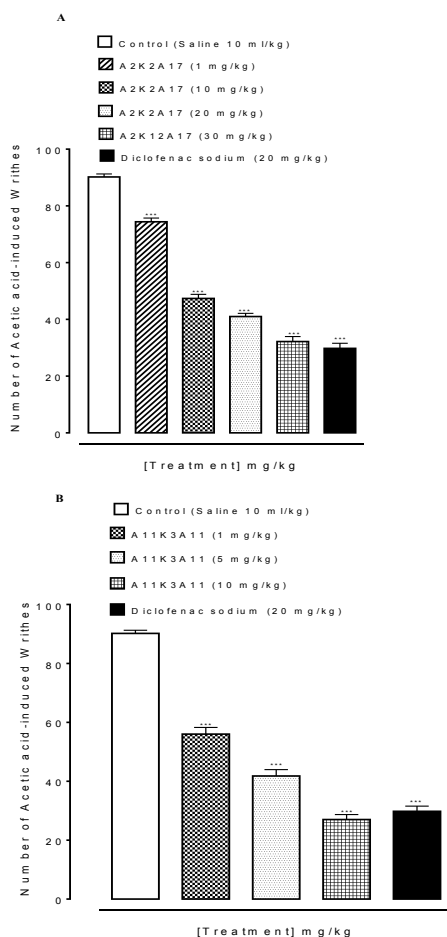 A
Control (Saline 10 ml/kg)
A2K2A17 (1 mg/kg)
A2K2A17 (10 mg/kg)
A2K2A17 (20 mg/kg)
A2K12A17 (30 mg/kg)
Diclofenac sodium (20 mg/kg)
Number of Acetic acid-induced Writhes
100
80
60
40
20
0
***
***
***
***
***
[Treatment] mg/kg
B
Control (Saline 10 ml/kg)
A11K3A11 (1 mg/kg)
A11K3A11 (5 mg/kg)
A11K3A11 (10 mg/kg)
Diclofenac sodium (20 mg/kg)
Number of Acetic acid-induced Writhes
100
80
60
40
20
0
***
***
***
***
[Treatment] mg/kg